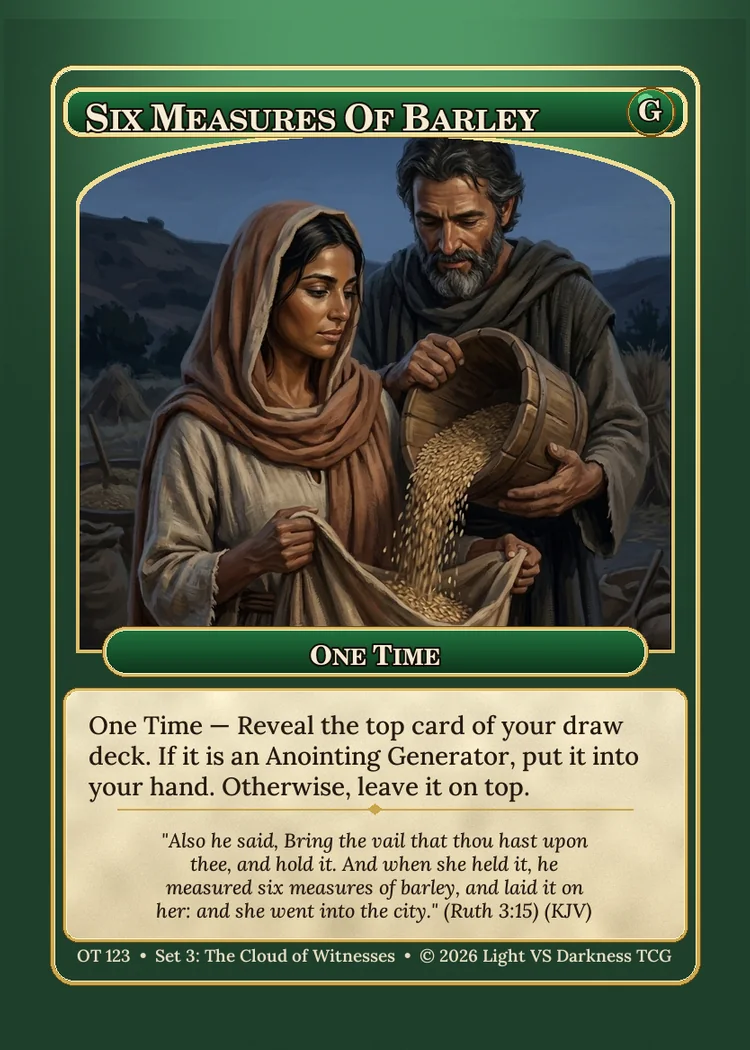 Six Measures Of Barley
G
One Time
One Time — Reveal the top card of your draw
deck. If it is an Anointing Generator, put it into
your hand. Otherwise, leave it on top.
"Also he said, Bring the vail that thou hast upon
thee, and hold it. And when she held it, he
measured six measures of barley, and laid it on
her: and she went into the city." (Ruth 3:15) (KJV)
OT 123 • Set 3: The Cloud of Witnesses • © 2026 Light VS Darkness TCG